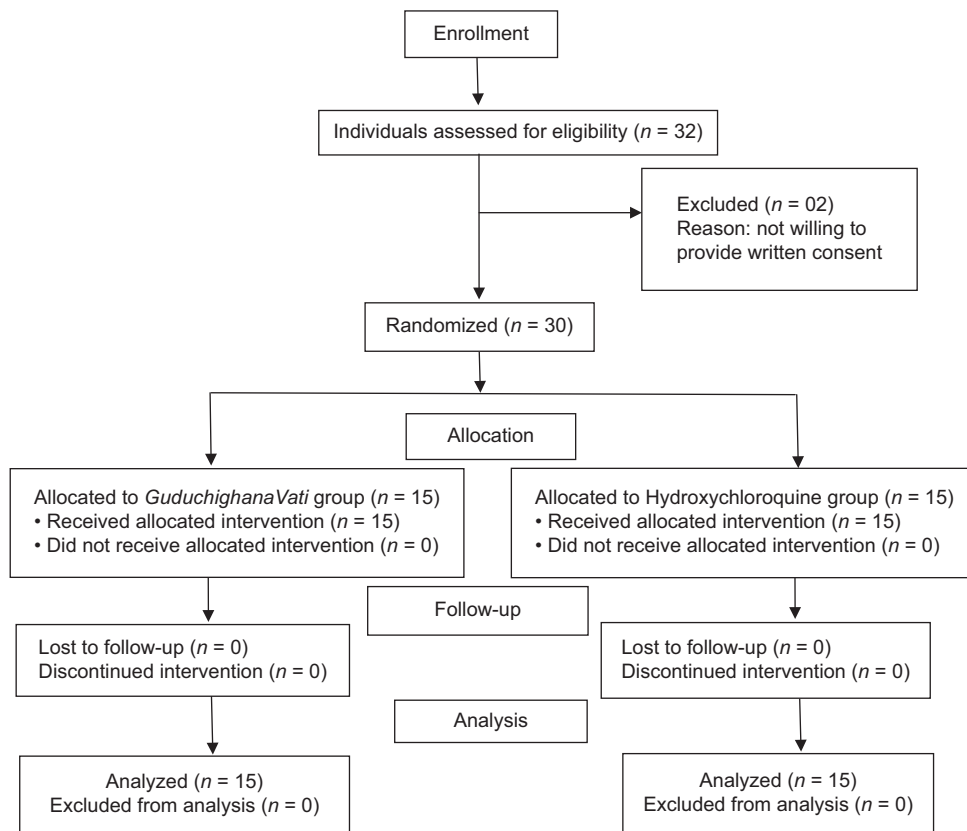 Enrollment
Individuals assessed for eligibility (n = 32)
Excluded (n = 02)
Reason: not willing to
provide written consent
Randomized (n = 30)
Allocation
Allocated to GuduchighanaVati group (n = 15)
• Received allocated intervention (n = 15)
• Did not receive allocated intervention (n = 0)
Allocated to Hydroxychloroquine group (n = 15)
• Received allocated intervention (n = 15)
• Did not receive allocated intervention (n = 0)
Follow-up
Lost to follow-up (n = 0)
Discontinued intervention (n = 0)
Lost to follow-up (n = 0)
Discontinued intervention (n = 0)
Analysis
Analyzed (n = 15)
Excluded from analysis (n = 0)
Analyzed (n = 15)
Excluded from analysis (n = 0)